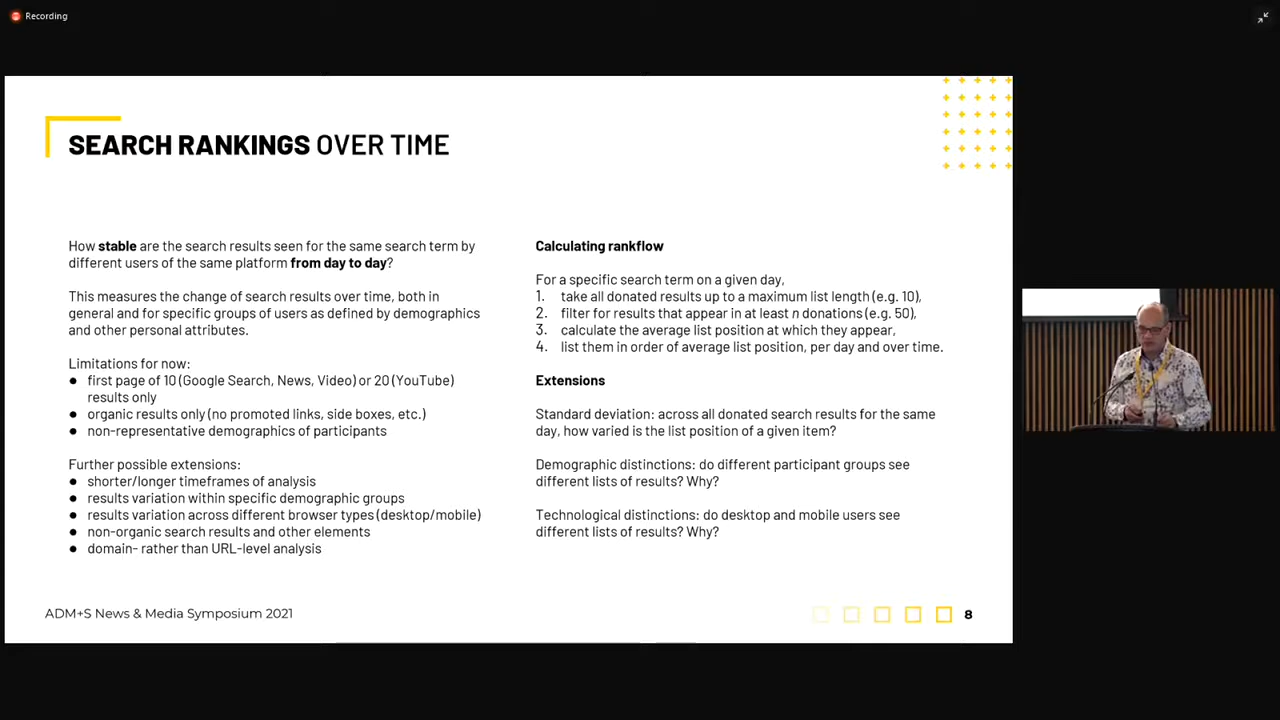 Recording
SEARCH RANKINGS OVER TIME
How stable are the search results seen for the same search term by
different users of the same platform from day to day?
This measures the change of search results over time, both in
general and for specific groups of users as defined by demographics
and other personal attributes.
Limitations for now:
● first page of 10 (Google Search, News, Video) or 20 (YouTube)
results only
● organic results only (no promoted links, side boxes, etc.)
● non-representative demographics of participants
Further possible extensions:
● shorter/longer timeframes of analysis
● results variation within specific demographic groups
● results variation across different browser types (desktop/mobile)
● non-organic search results and other elements
● domain- rather than URL-level analysis
Calculating rankflow
For a specific search term on a given day,
1. take all donated results up to a maximum list length (e.g. 10),
2. filter for results that appear in at least n donations (e.g. 50),
3. calculate the average list position at which they appear,
4. list them in order of average list position, per day and over time.
Extensions
Standard deviation: across all donated search results for the same
day, how varied is the list position of a given item?
Demographic distinctions: do different participant groups see
different lists of results? Why?
Technological distinctions: do desktop and mobile users see
different lists of results? Why?
ADM+S News & Media Symposium 2021
8